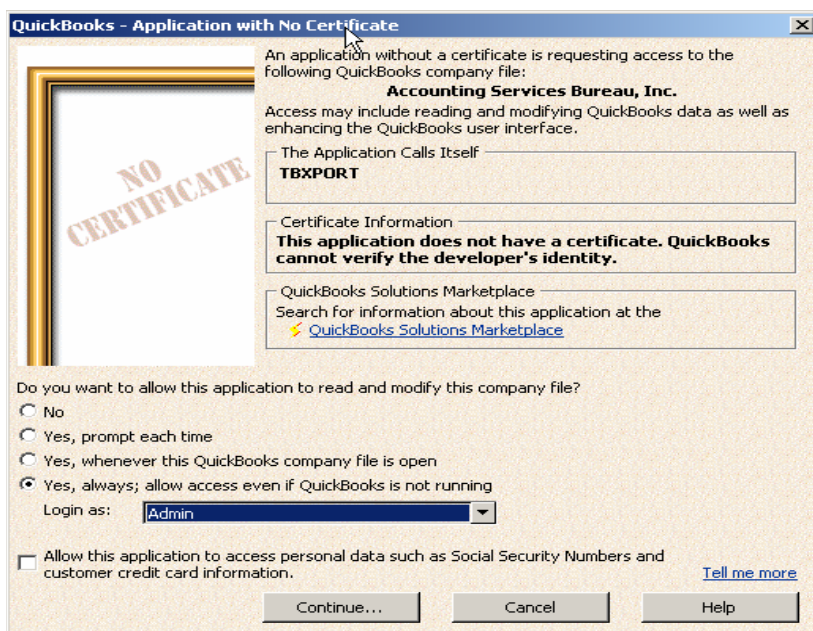 QuickBooks - Application with No Certificate
NO
CERTIFICATE
An application without a certificate is requesting access to the
following QuickBooks company file:
Accounting Services Bureau, Inc.
Access may include reading and modifying QuickBooks data as well as
enhancing the QuickBooks user interface.
The Application Calls Itself
TBXPORT
Certificate Information
This application does not have a certificate. QuickBooks
cannot verify the developer's identity.
QuickBooks Solutions Marketplace
Search for information about this application at the
QuickBooks Solutions Marketplace
Do you want to allow this application to read and modify this company file?
No
Yes, prompt each time
Yes, whenever this QuickBooks company file is open
Yes, always; allow access even if QuickBooks is not running
Login as: Admin
Allow this application to access personal data such as Social Security Numbers and
customer credit card information.
Tell me more
Continue... Cancel Help